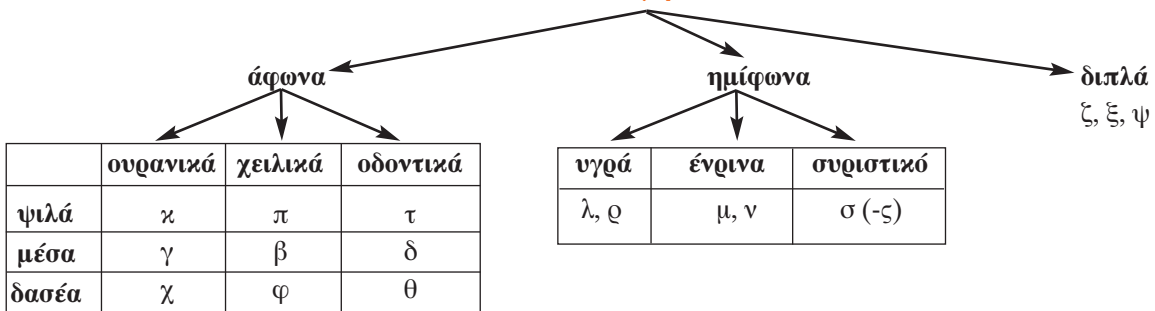 άφωνα ημίφωνα διπλά
ζ, ξ, ψ
ουρανικά χειλικά οδοντικά
ψιλά κ π τ
μέσα γ β δ
δασέα χ φ θ
υγρά ένρινα συριστικό
λ, ρ μ, ν σ (-ς)